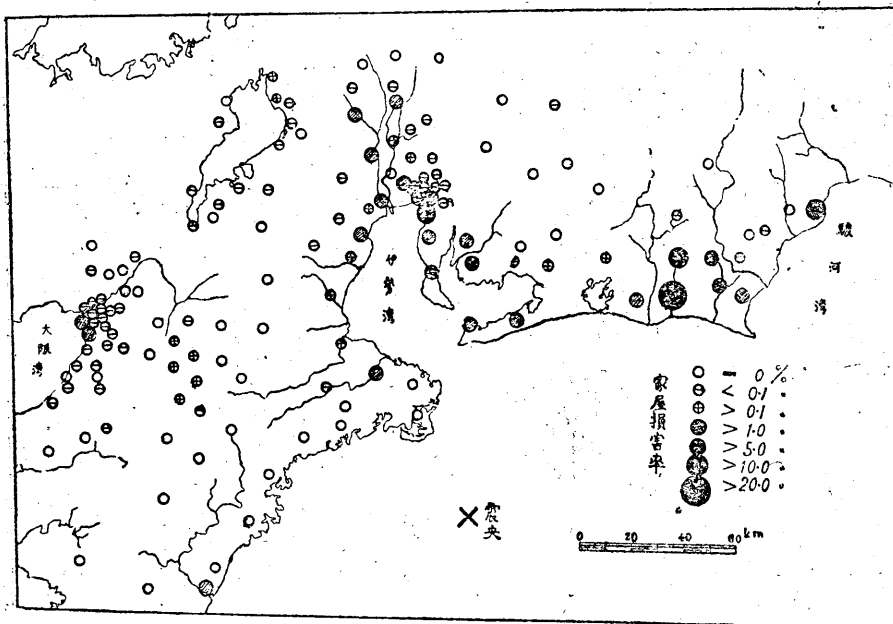 伊勢湾
駿河湾
大阪湾
家屋損害率
= 0 %
< 0.1 〃
> 0.1 〃
> 1.0 〃
> 5.0 〃
> 10.0 〃
> 20.0 〃
震央
0 20 40 60 km